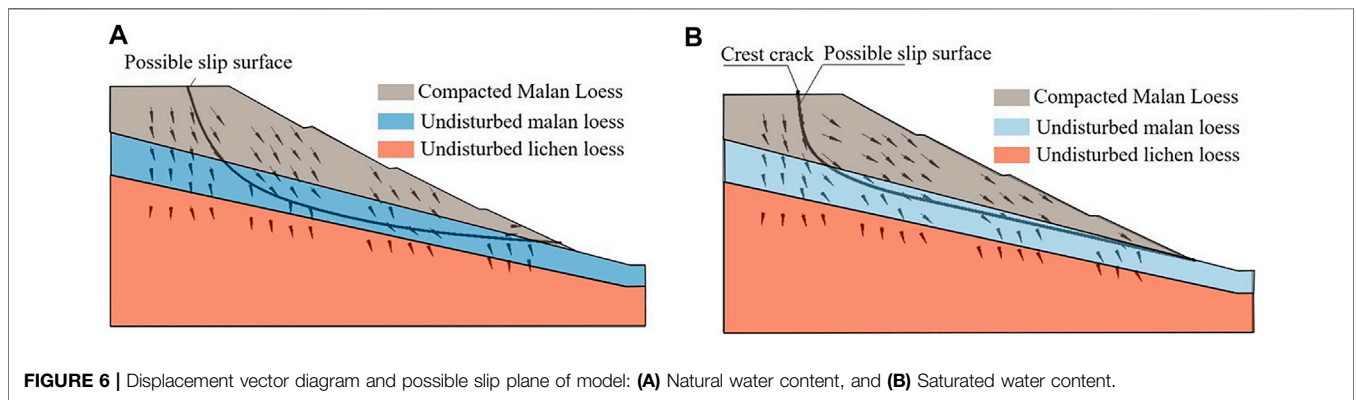 A
Possible slip surface
Compacted Malan Loess
Undisturbed malan loess
Undisturbed lichen loess
B
Crest crack Possible slip surface
Compacted Malan Loess
Undisturbed malan loess
Undisturbed lichen loess
FIGURE 6 | Displacement vector diagram and possible slip plane of model: (A) Natural water content, and (B) Saturated water content.